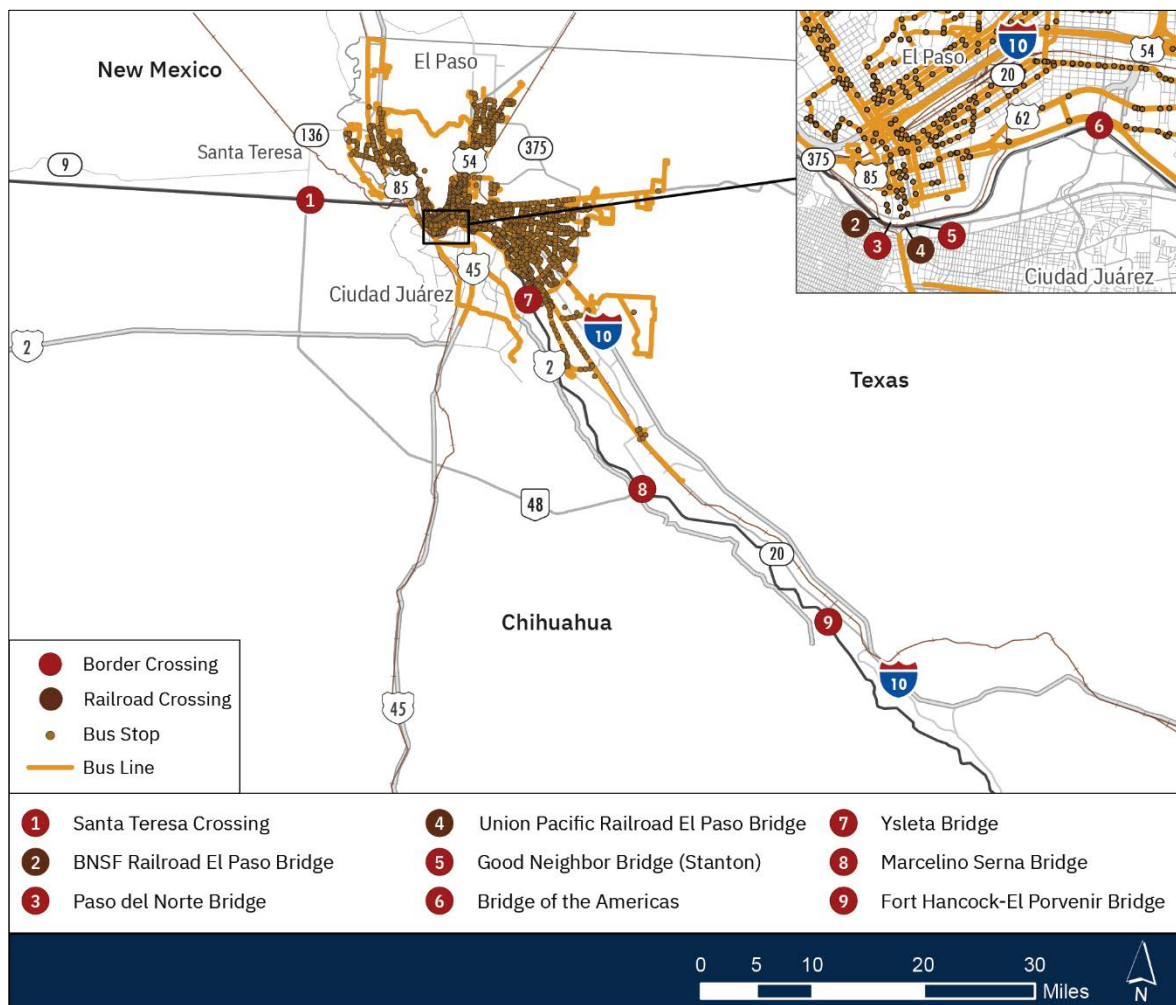 New Mexico
El Paso
136
Santa Teresa
9
54
375
85
1
45
Ciudad Juárez
7
10
2
2
Texas
8
48
20
Chihuahua
9
10
45
10
El Paso
54
20
62
6
375
85
2
3
4
5
Ciudad Juárez
Border Crossing
Railroad Crossing
Bus Stop
Bus Line
1 Santa Teresa Crossing
2 BNSF Railroad El Paso Bridge
3 Paso del Norte Bridge
4 Union Pacific Railroad El Paso Bridge
5 Good Neighbor Bridge (Stanton)
6 Bridge of the Americas
7 Ysleta Bridge
8 Marcelino Serna Bridge
9 Fort Hancock-El Porvenir Bridge
0 5 10 20 30
Miles
N